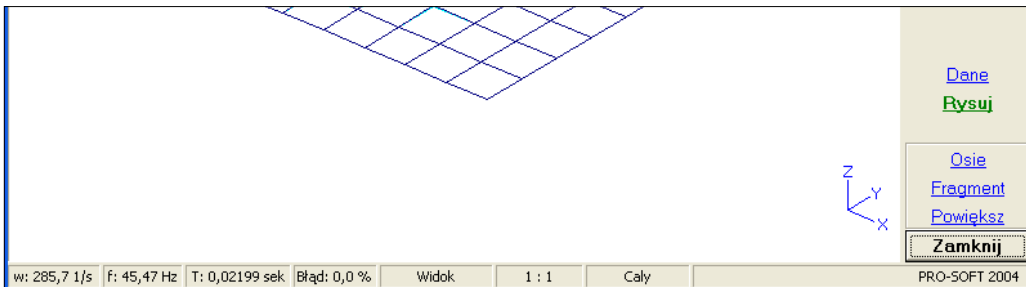 Dane
Rysuj
Z
Y
X
Osie
Fragment
Powiększ
Zamknij
w: 285,7 1/s f: 45,47 Hz T: 0,02199 sek Błąd: 0,0 % Widok 1 : 1 Caly PRO-SOFT 2004